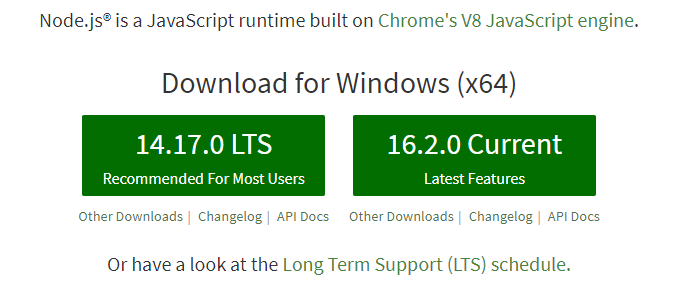 Node.js® is a JavaScript runtime built on Chrome's V8 JavaScript engine.
Download for Windows (x64)
14.17.0 LTS
Recommended For Most Users
16.2.0 Current
Latest Features
Other Downloads | Changelog | API Docs
Other Downloads | Changelog | API Docs
Or have a look at the Long Term Support (LTS) schedule.